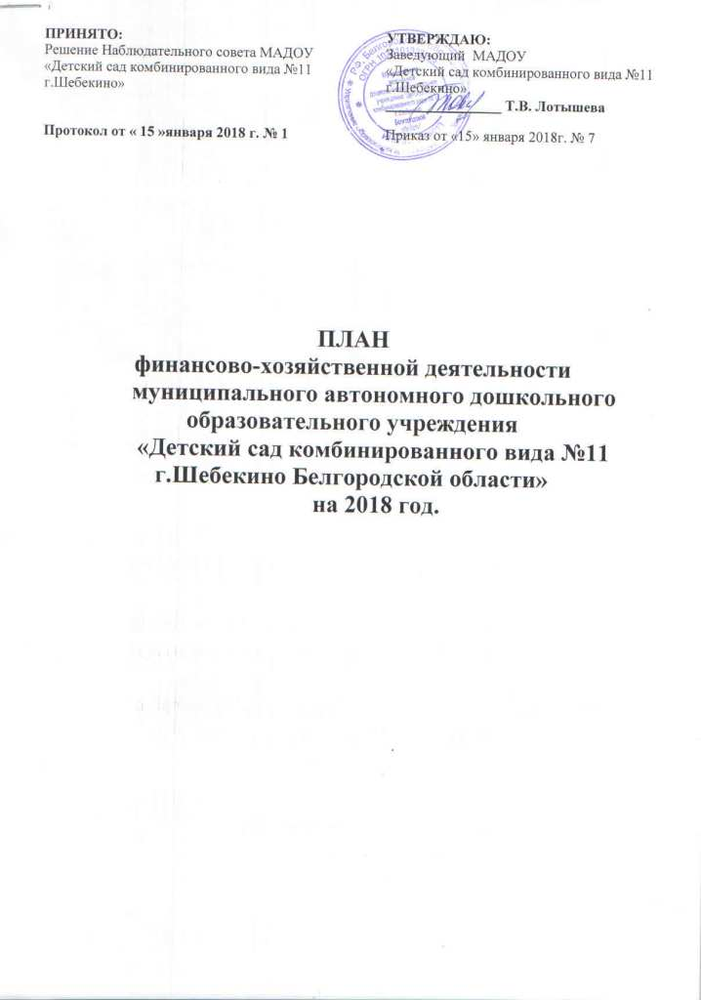 ПРИНЯТО:
Решение Наблюдательного совета МАДОУ
«Детский сад комбинированного вида №11
г.Шебекино»
Протокол от « 15 »января 2018 г. № 1
УТВЕРЖДАЮ:
Заведующий МАДОУ
«Детский сад комбинированного вида №11
г.Шебекино»
Т.В. Лотышева
Приказ от «15» января 2018г. № 7
ПЛАН
финансово-хозяйственной деятельности
муниципального автономного дошкольного
образовательного учреждения
«Детский сад комбинированного вида №11
г.Шебекино Белгородской области»
на 2018 год.